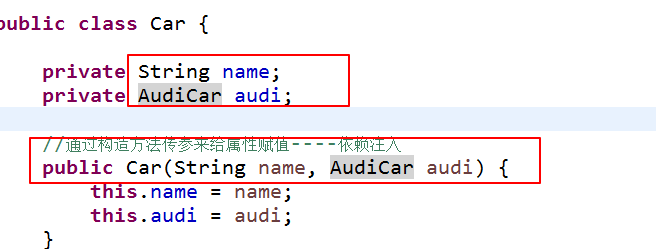 public class Car {
private String name;
private AudiCar audi;
//通过构造方法传参来给属性赋值----依赖注入
public Car(String name, AudiCar audi) {
this.name = name;
this.audi = audi;
}